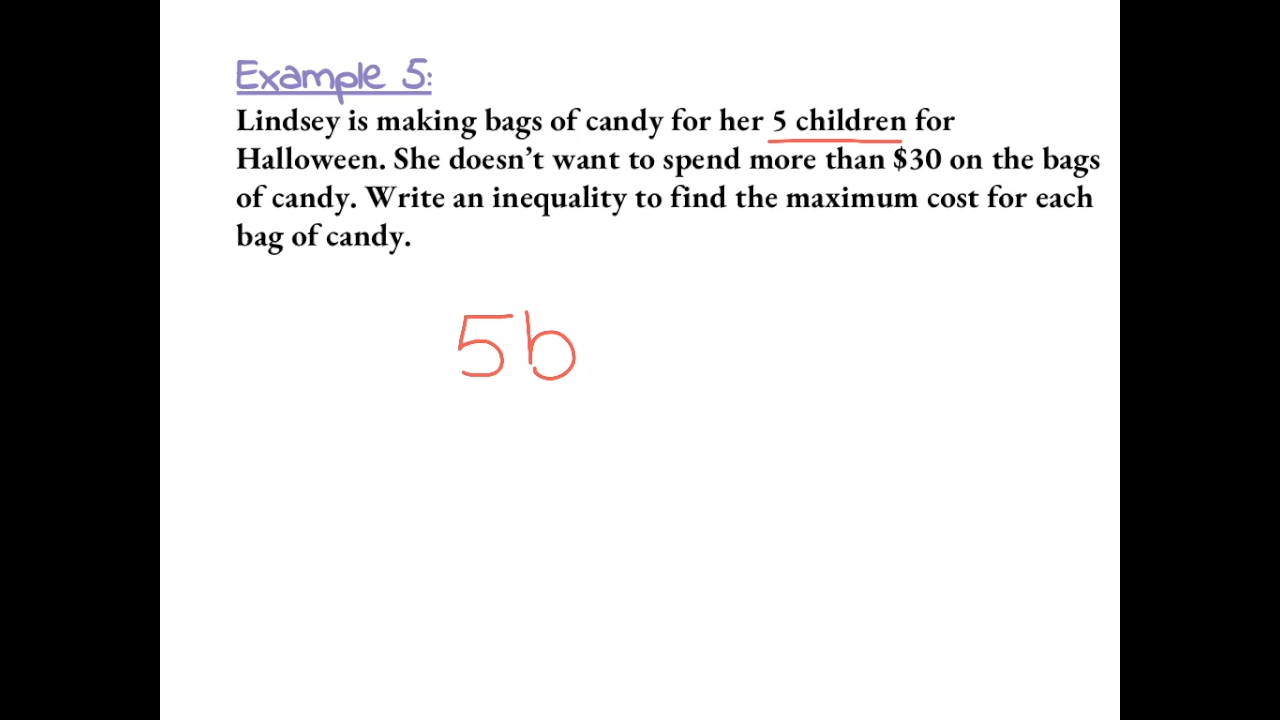 Example 5:
Lindsey is making bags of candy for her 5 children for
Halloween. She doesn’t want to spend more than $30 on the bags
of candy. Write an inequality to find the maximum cost for each
bag of candy.
5b